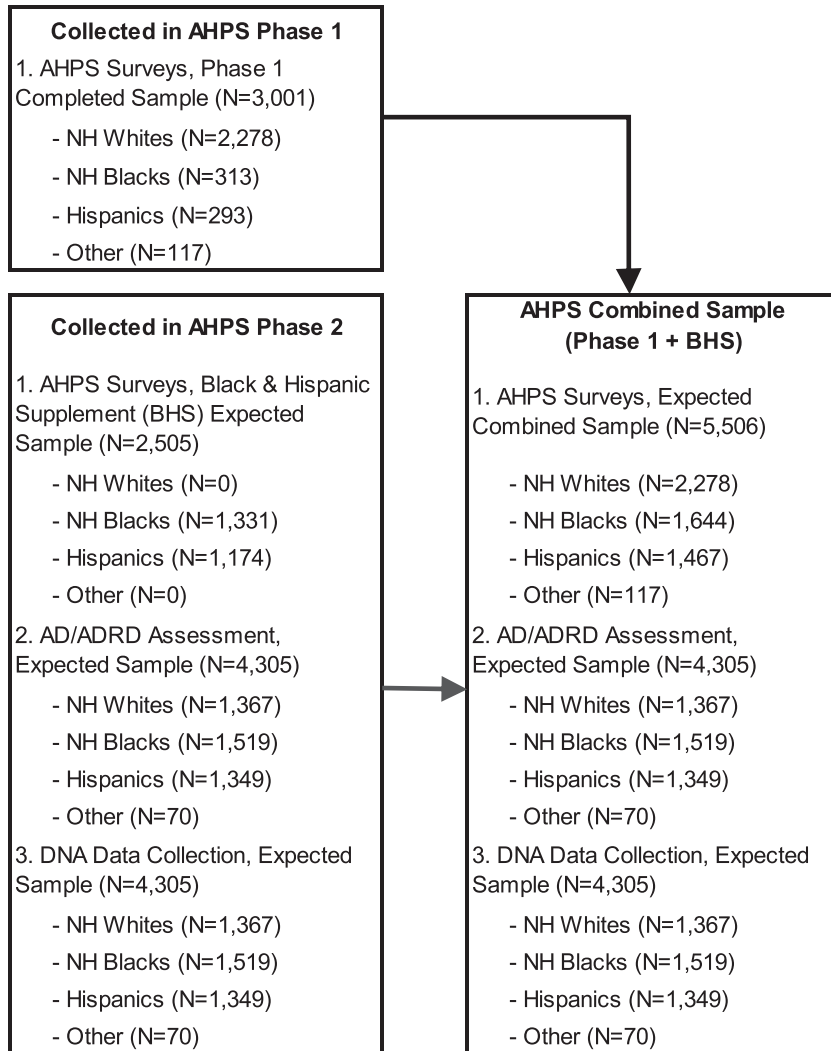 Collected in AHPS Phase 1
1. AHPS Surveys, Phase 1
Completed Sample (N=3,001)
- NH Whites (N=2,278)
- NH Blacks (N=313)
- Hispanics (N=293)
- Other (N=117)
Collected in AHPS Phase 2
1. AHPS Surveys, Black & Hispanic
Supplement (BHS) Expected
Sample (N=2,505)
- NH Whites (N=0)
- NH Blacks (N=1,331)
- Hispanics (N=1,174)
- Other (N=0)
2. AD/ADRD Assessment,
Expected Sample (N=4,305)
- NH Whites (N=1,367)
- NH Blacks (N=1,519)
- Hispanics (N=1,349)
- Other (N=70)
3. DNA Data Collection, Expected
Sample (N=4,305)
- NH Whites (N=1,367)
- NH Blacks (N=1,519)
- Hispanics (N=1,349)
- Other (N=70)
AHPS Combined Sample
(Phase 1 + BHS)
1. AHPS Surveys, Expected
Combined Sample (N=5,506)
- NH Whites (N=2,278)
- NH Blacks (N=1,644)
- Hispanics (N=1,467)
- Other (N=117)
2. AD/ADRD Assessment,
Expected Sample (N=4,305)
- NH Whites (N=1,367)
- NH Blacks (N=1,519)
- Hispanics (N=1,349)
- Other (N=70)
3. DNA Data Collection, Expected
Sample (N=4,305)
- NH Whites (N=1,367)
- NH Blacks (N=1,519)
- Hispanics (N=1,349)
- Other (N=70)